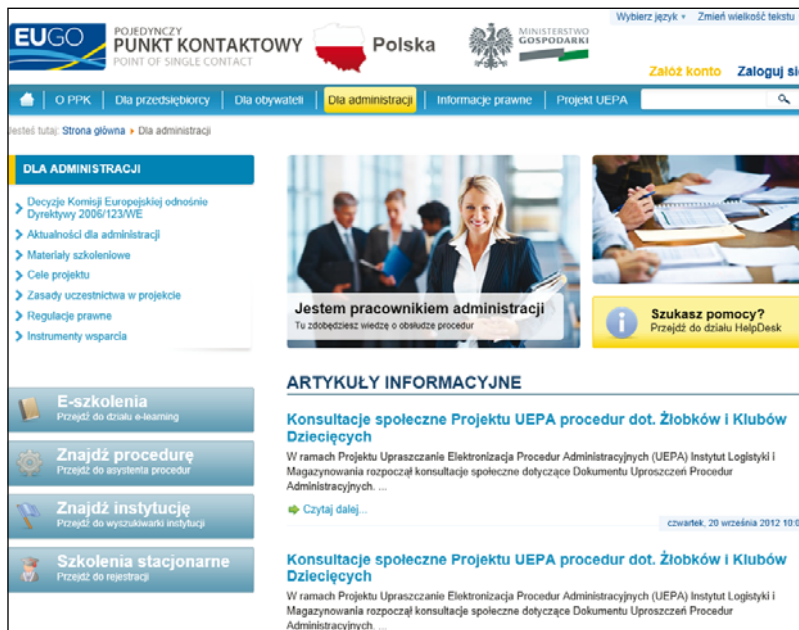 Wybierz język
Zmień wielkość tekstu
EUGO
POJEDYNCZY
PUNKT KONTAKTOWY
POINT OF SINGLE CONTACT
Polska
MINISTERSTWO
GOSPODARKI
Załóż konto Zaloguj się
O PPK Dla przedsiębiorcy Dla obywateli Dla administracji Informacje prawne Projekt UEPA
Jesteś tutaj: Strona główna Dla administracji
DLA ADMINISTRACJI
Decyzje Komisji Europejskiej odnośnie
Dyrektywy 2006/123/WE
Aktualności dla administracji
Materiały szkoleniowe
Cele projektu
Zasady uczestnictwa w projekcie
Regulacje prawne
Instrumenty wsparcia
E-szkolenia
Przejdź do działu e-learning
Znajdź procedurę
Przejdź do asystenta procedur
Znajdź instytucję
Przejdź do wyszukiwarki instytucji
Szkolenia stacjonarne
Przejdź do rejestracji
Jestem pracownikiem administracji
Tu zdobędziesz wiedzę o obsłudze procedur
Szukasz pomocy?
Przejdź do działu HelpDesk
ARTYKUŁY INFORMACYJNE
Konsultacje społeczne Projektu UEPA procedur dot. Żłobków i Klubów
Dziecięcych
W ramach Projektu Upraszczanie Elektronizacja Procedur Administracyjnych (UEPA) Instytut Logistyki i
Magazynowania rozpoczął konsultacje społeczne dotyczące Dokumentu Uproszczeń Procedur
Administracyjnych. ...
Czytaj dalej...
czwartek, 20 września 2012 10:0
Konsultacje społeczne Projektu UEPA procedur dot. Żłobków i Klubów
Dziecięcych
W ramach Projektu Upraszczanie Elektronizacja Procedur Administracyjnych (UEPA) Instytut Logistyki i
Magazynowania rozpoczął konsultacje społeczne dotyczące Dokumentu Uproszczeń Procedur
Administracyjnych. ...